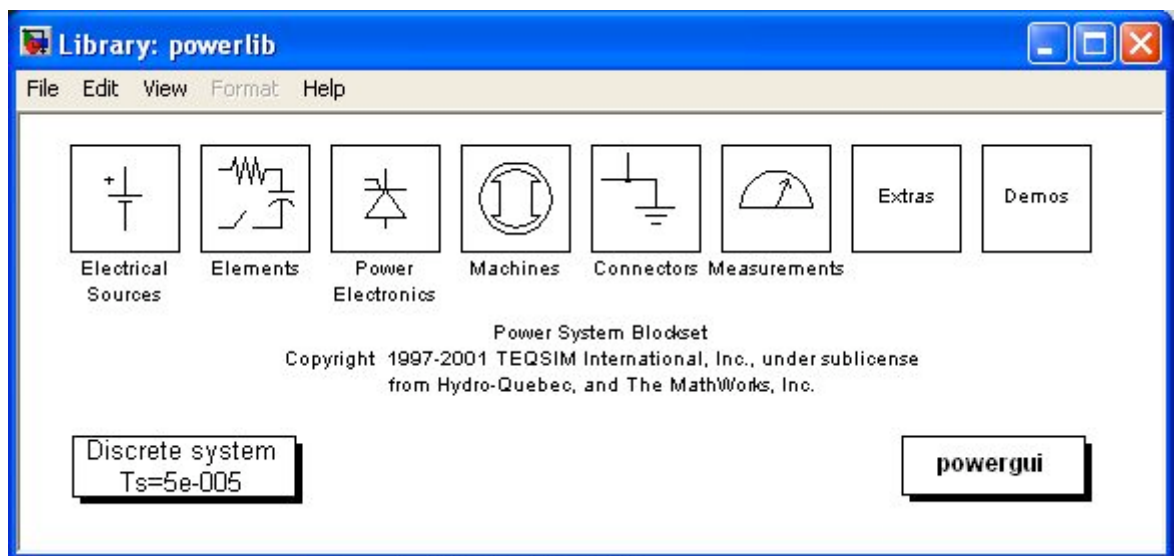 Library: powerlib
File Edit View Format Help
Extras
Demos
Electrical Sources
Elements
Power Electronics
Machines
Connectors
Measurements
Power System Blockset
Copyright 1997-2001 TEQSIM International, Inc., under sublicense
from Hydro-Quebec, and The MathWorks, Inc.
Discrete system
Ts=5e-005
powergui